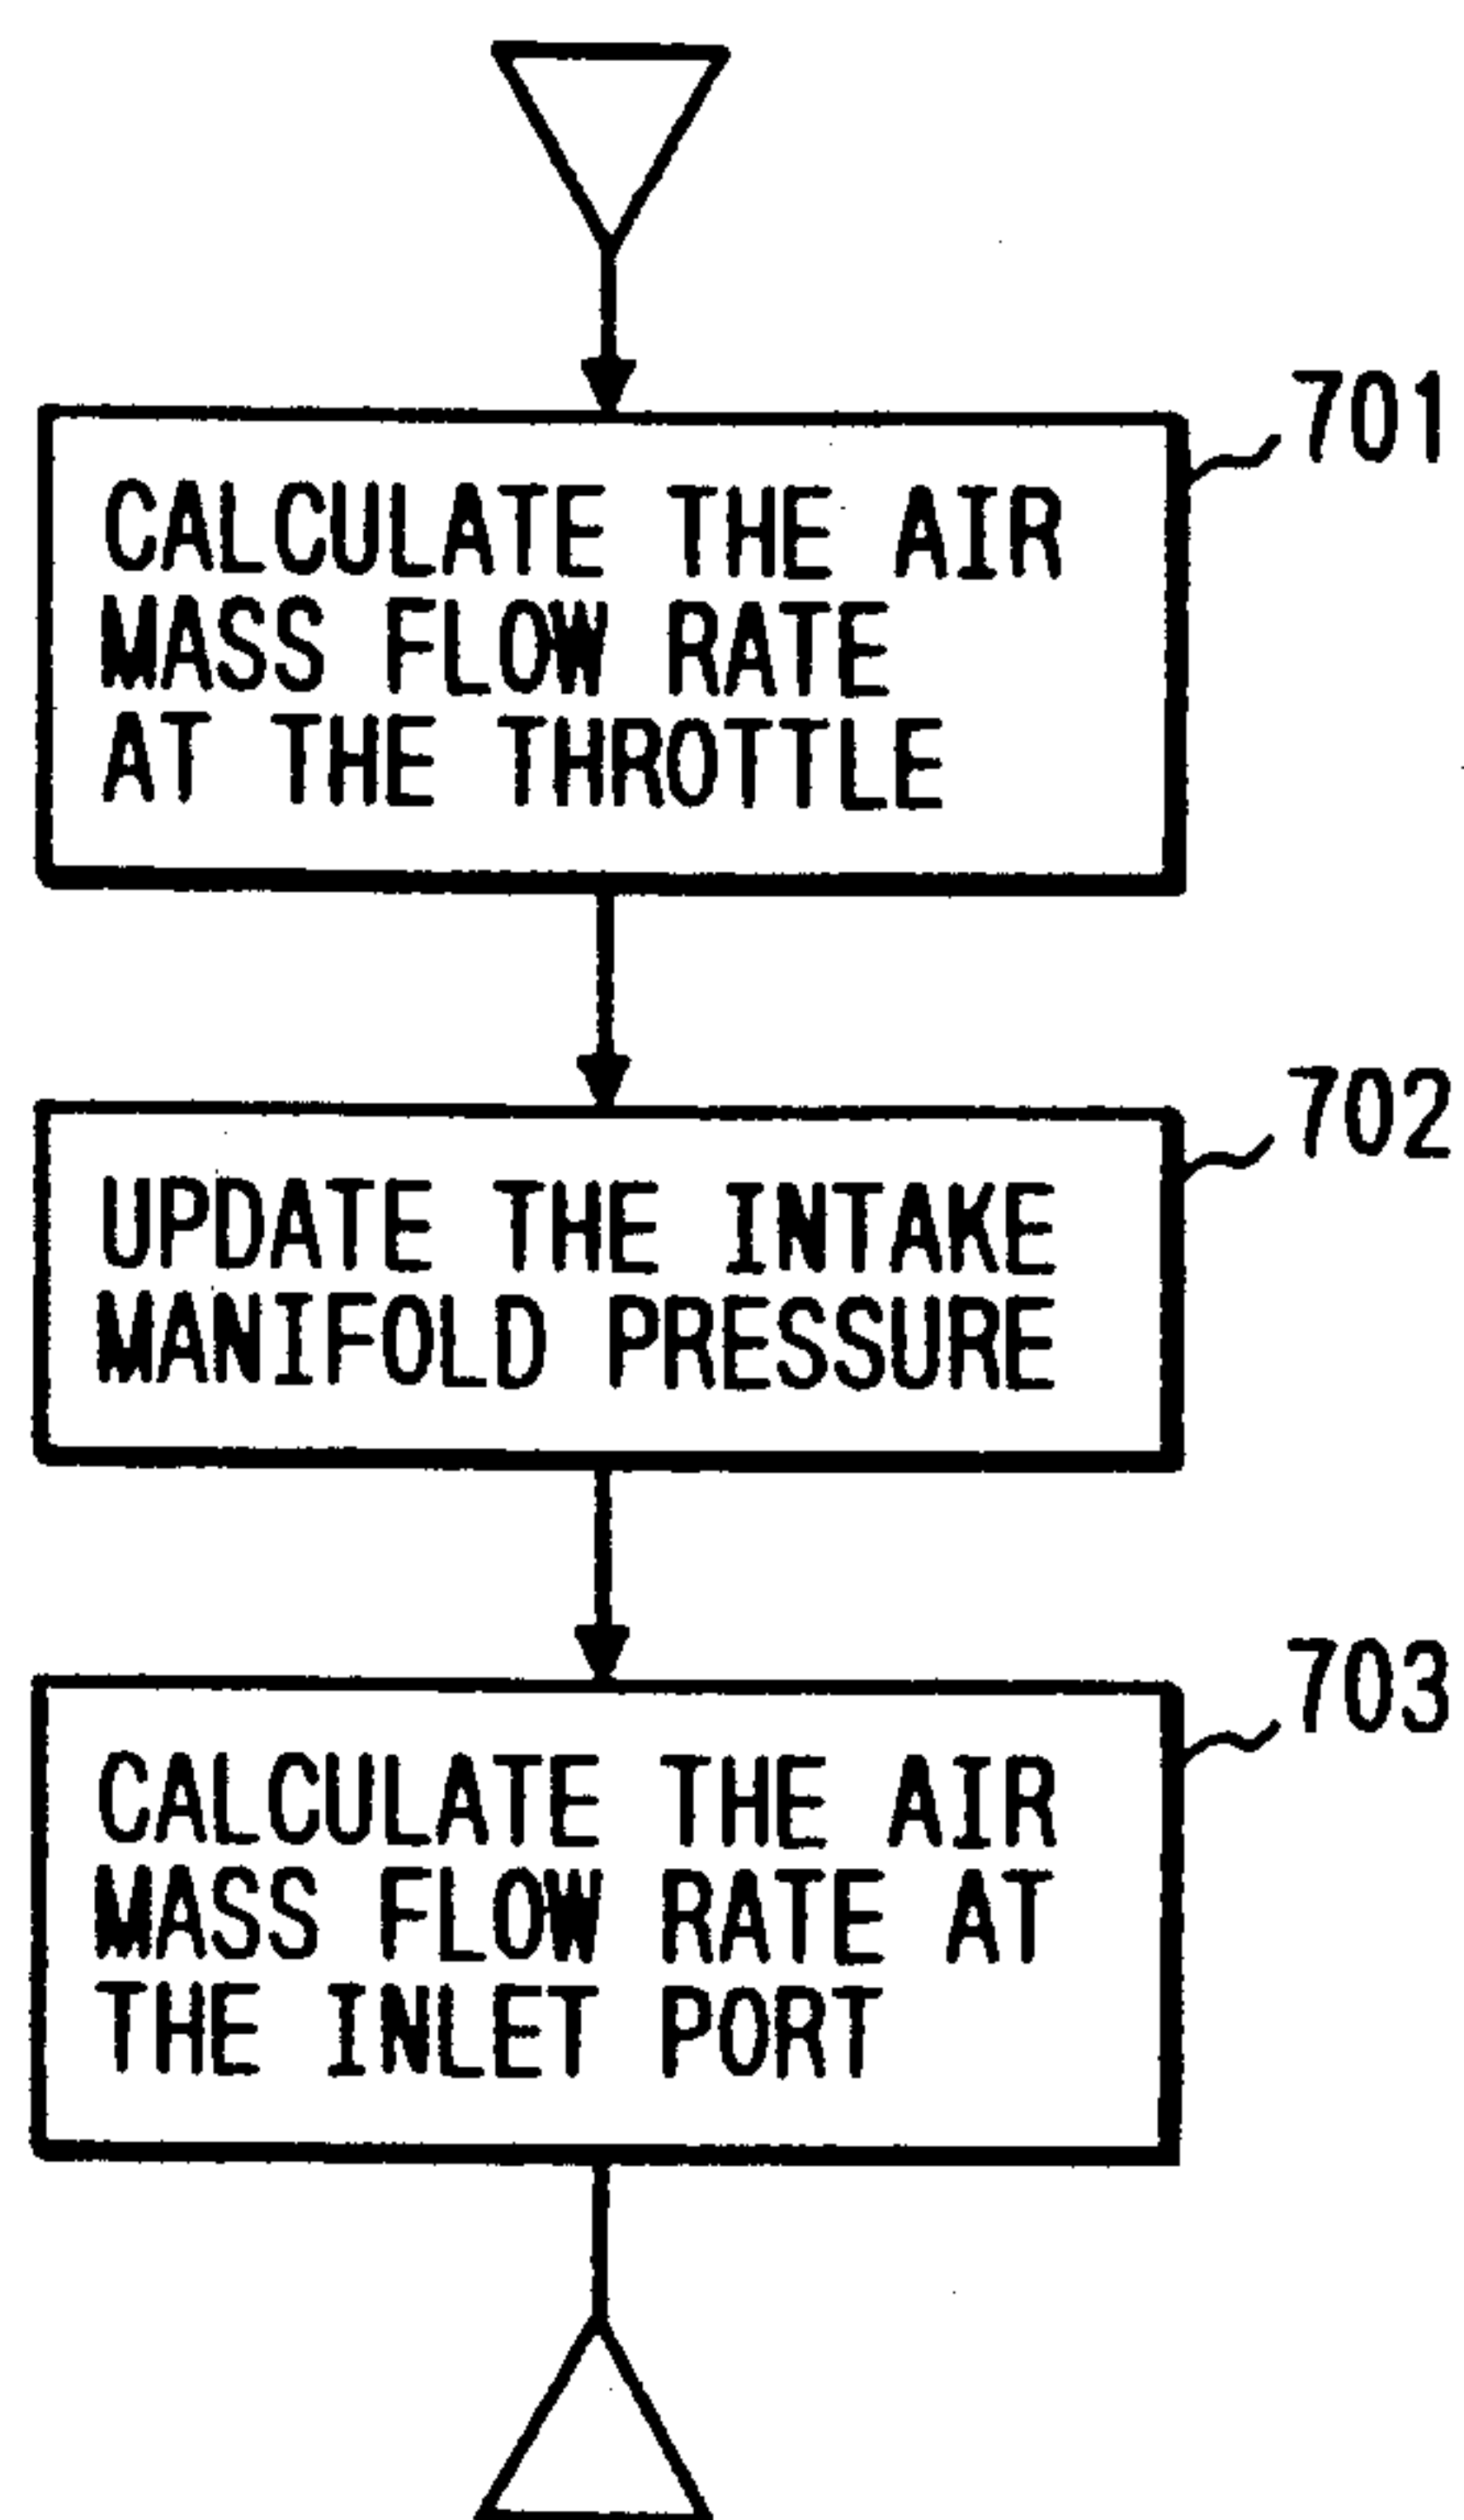 701
CALCULATE THE AIR
MASS FLOW RATE
AT THE THROTTLE
702
UPDATE THE INTAKE
MANIFOLD PRESSURE
703
CALCULATE THE AIR
MASS FLOW RATE AT
THE INLET PORT